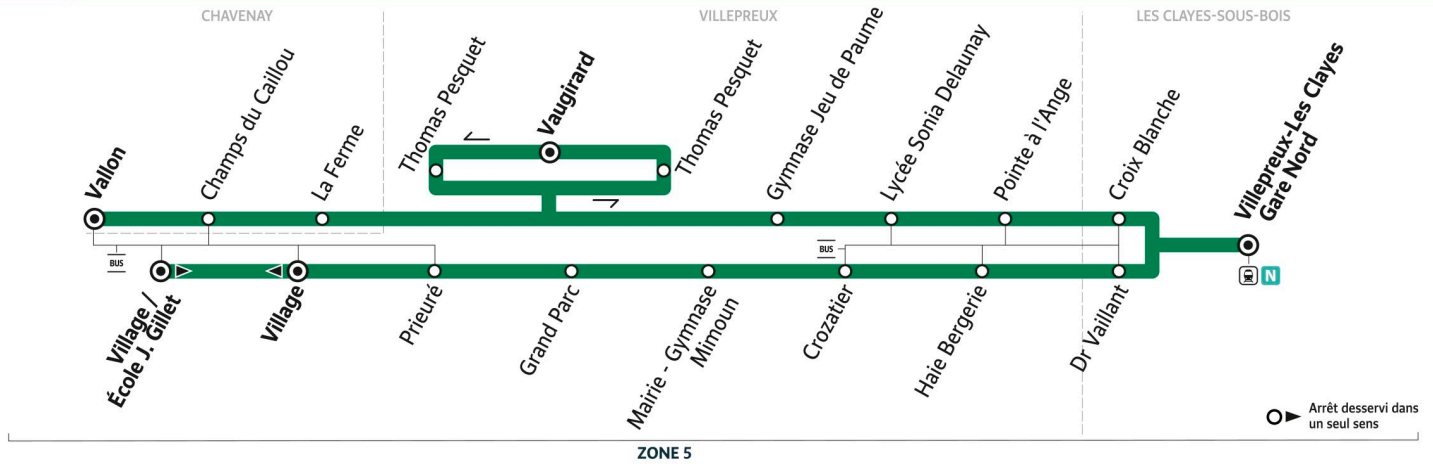 CHAVENAY
VILLEPREUX
LES CLAYES-SOUS-BOIS
Vallon
Champs du Caillou
La Ferme
Thomas Pesquet
Vaugirard
Thomas Pesquet
Gymnase Jeu de Paume
Lycée Sonia Delaunay
Pointe à l'Ange
Croix Blanche
Villepreux-Les Clayes
Gare Nord
BUS
BUS
N
Village /
École J. Gillet
Village
Prieuré
Grand Parc
Mairie - Gymnase
Mimoun
Crozatier
Haie Bergerie
Dr Vaillant
Arrêt desservi dans
un seul sens
ZONE 5